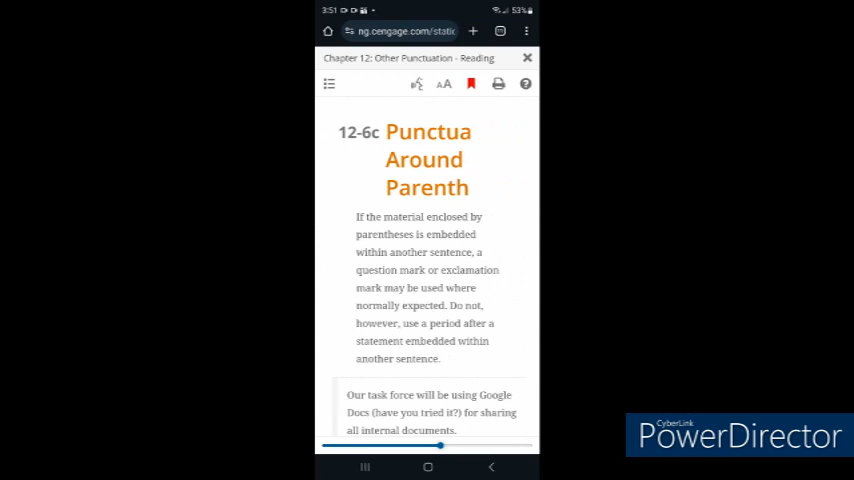 3:51 53%
ng.cengage.com/static
Chapter 12: Other Punctuation - Reading
AA
12-6c Punctua
Around
Parenth
If the material enclosed by
parentheses is embedded
within another sentence, a
question mark or exclamation
mark may be used where
normally expected. Do not,
however, use a period after a
statement embedded within
another sentence.
Our task force will be using Google
Docs (have you tried it?) for sharing
all internal documents.
CyberLink
PowerDirector